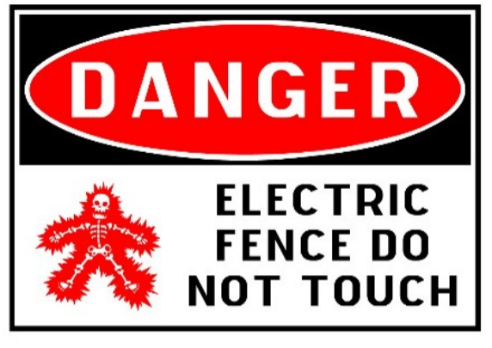 DANGER
ELECTRIC
FENCE DO
NOT TOUCH